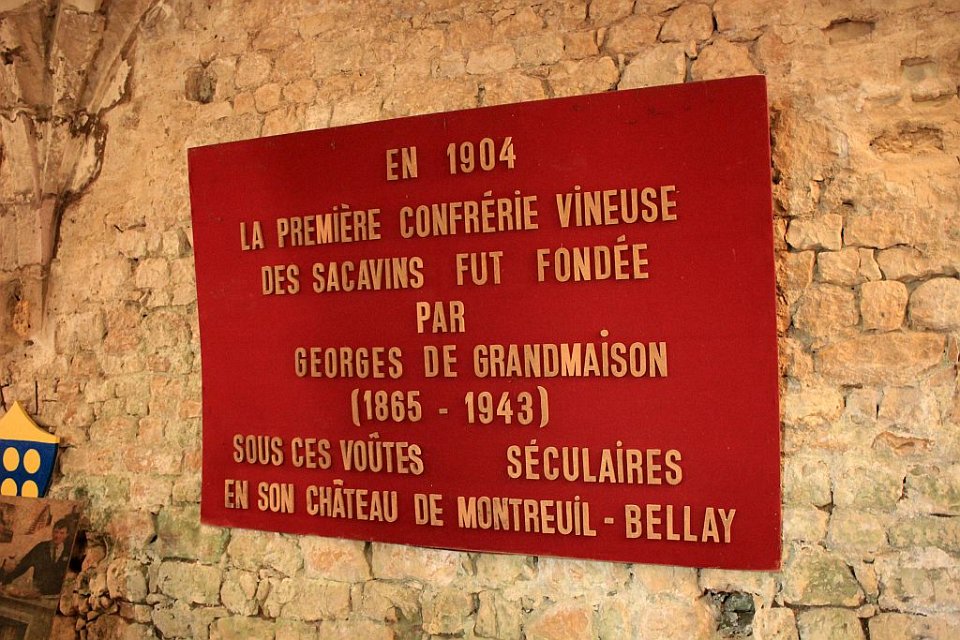 EN 1904
LA PREMIÈRE CONFRÉRIE VINEUSE
DES SACAVINS FUT FONDÉE
PAR
GEORGES DE GRANDMAISON
(1865 - 1943)
SOUS CES VOÛTES SÉCULAIRES
EN SON CHÂTEAU DE MONTREUIL - BELLAY